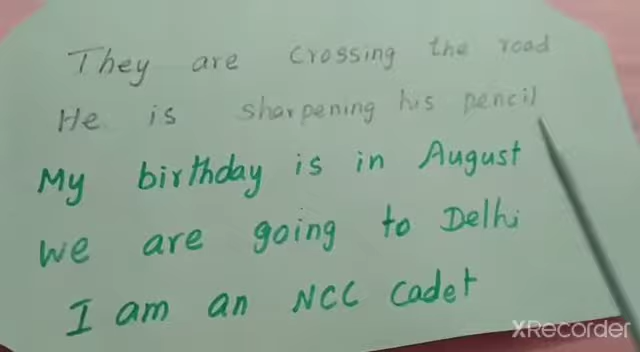 They are crossing the road
He is sharpening his pencil
My birthday is in August
We are going to Delhi
I am an NCC Cadet
XRecorder